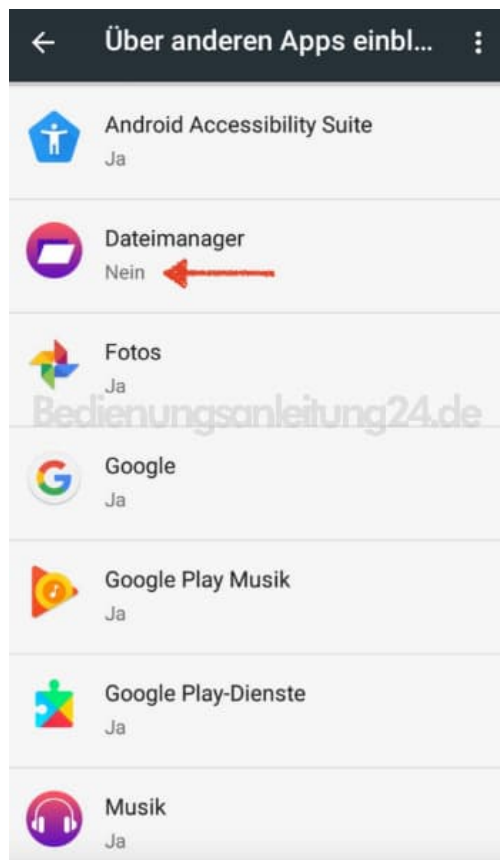 Über anderen Apps einbl...
Android Accessibility Suite
Ja
Dateimanager
Nein
Fotos
Ja
Bedienungsanleitung24.de
Google
Ja
Google Play Musik
Ja
Google Play-Dienste
Ja
Musik
Ja